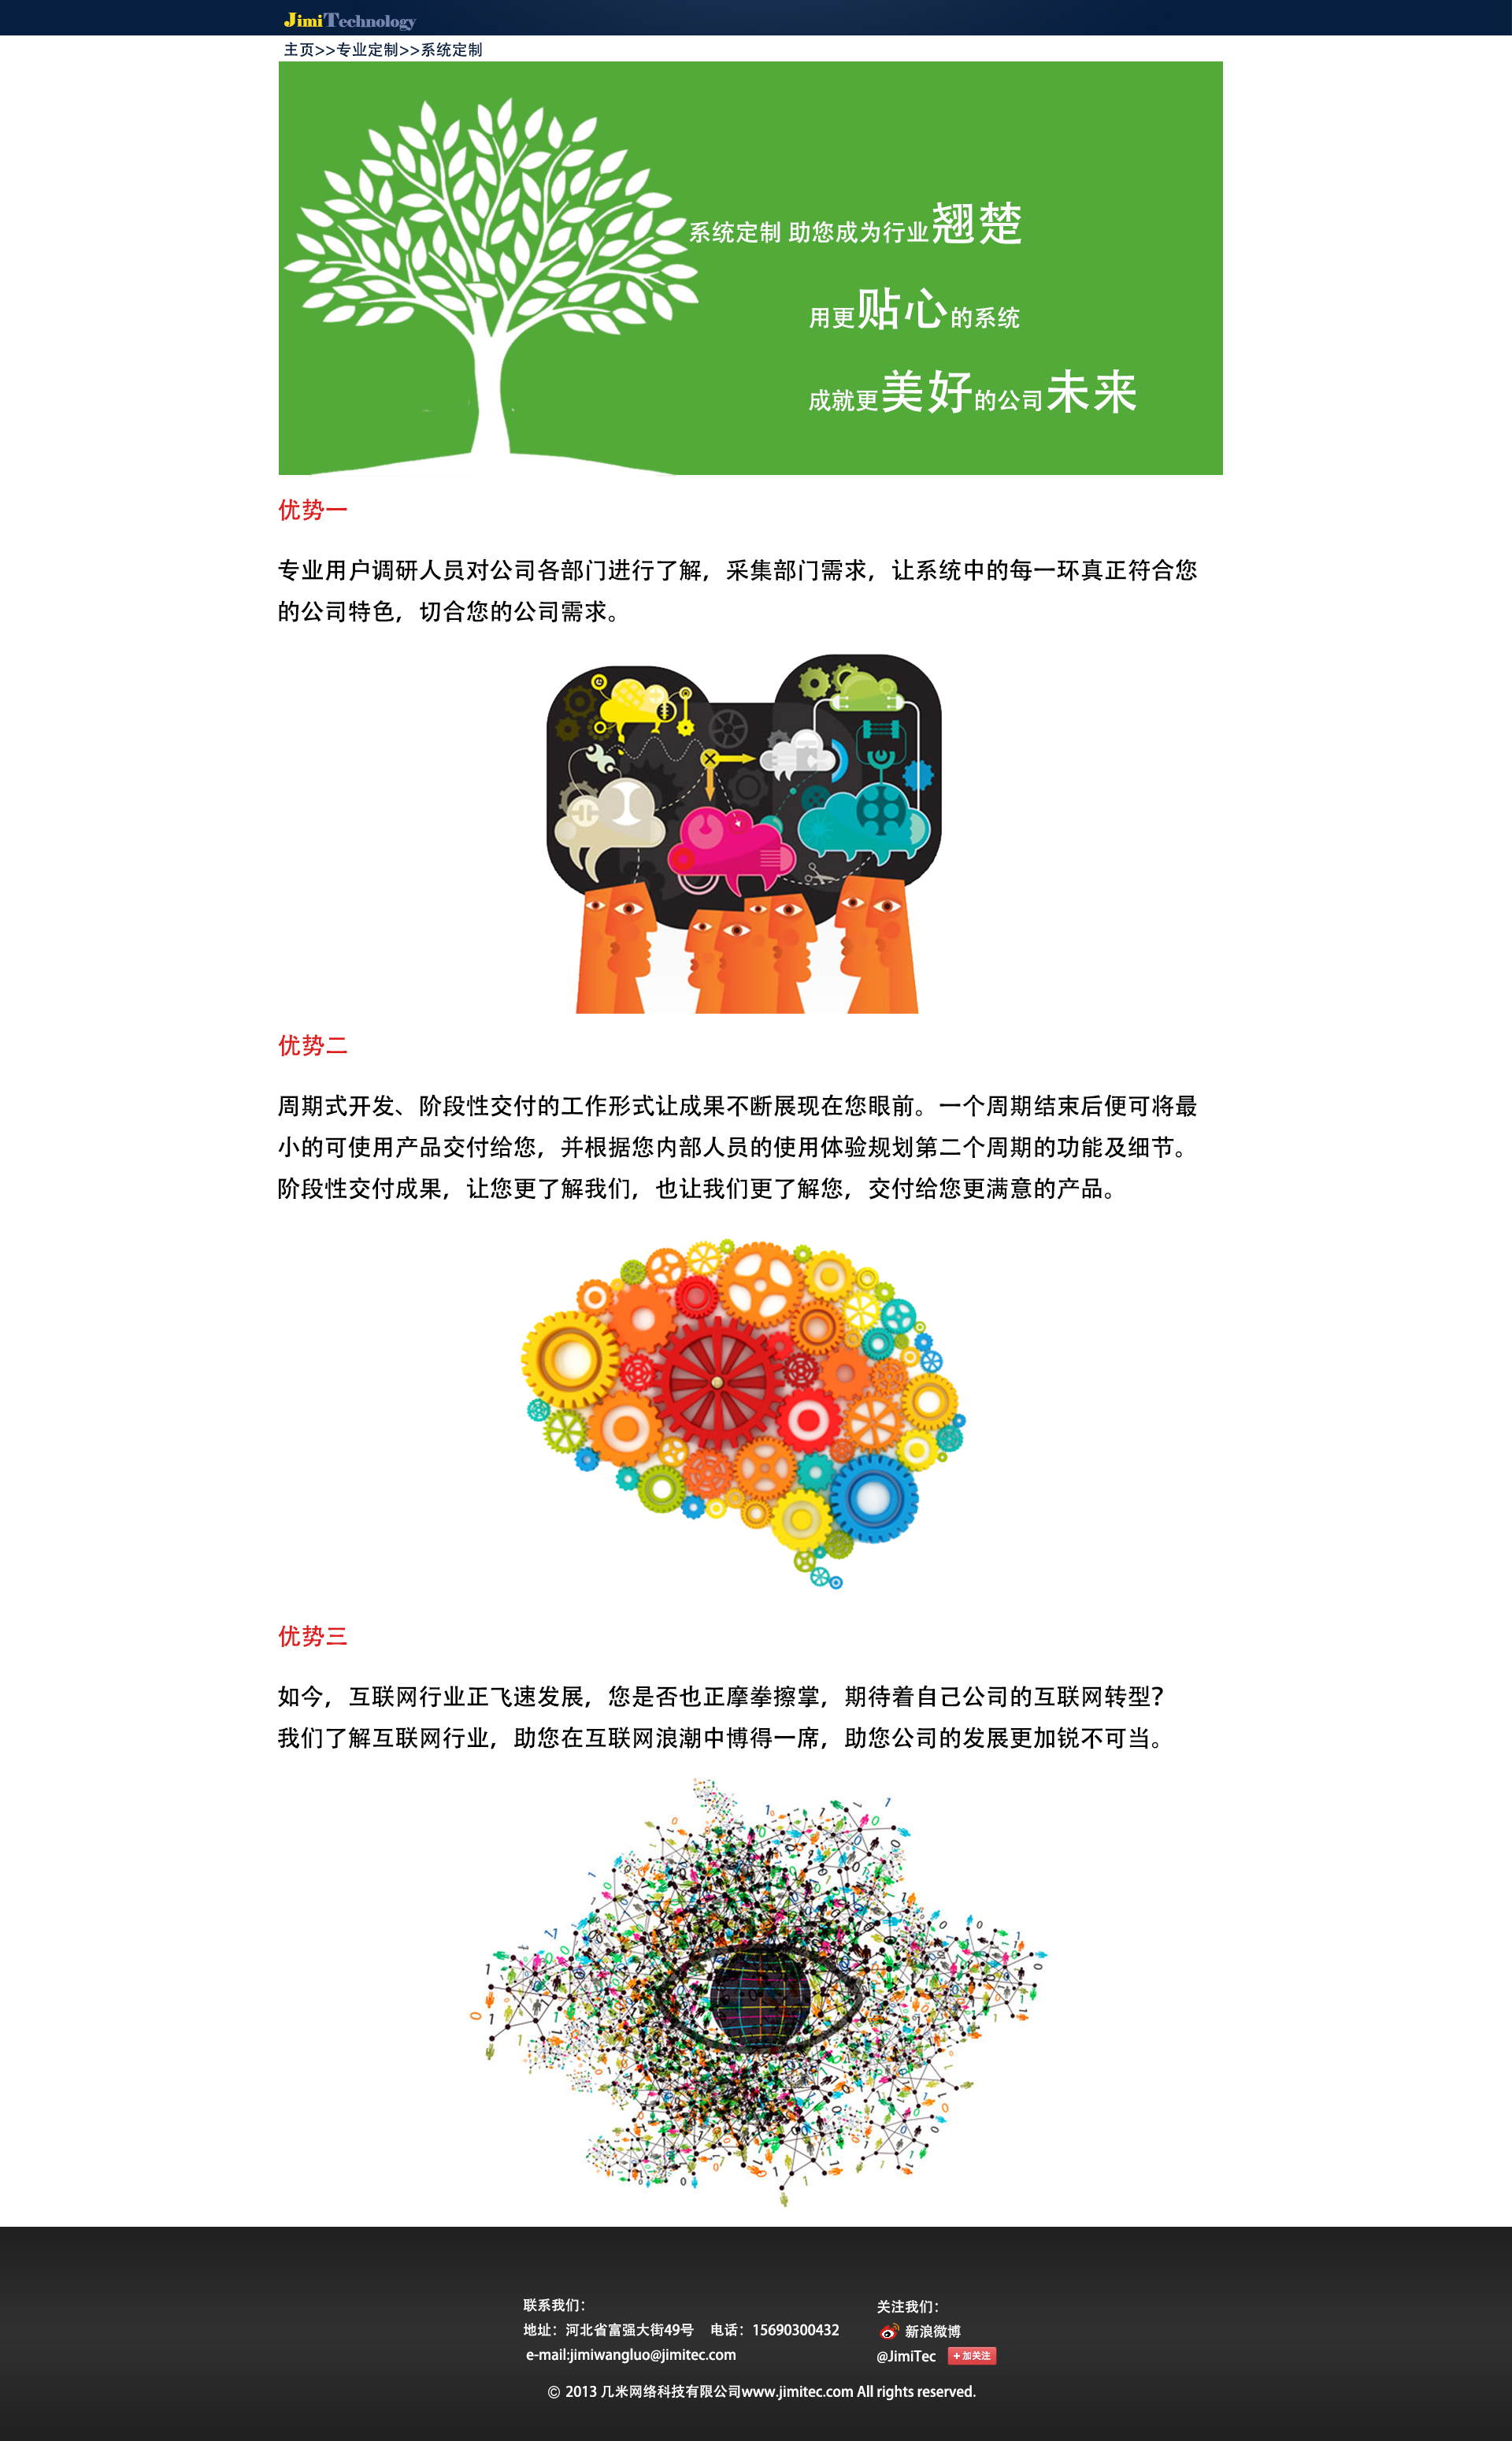 JimiTechnology
主页>>专业定制>>系统定制
系统定制 助您成为行业翘楚
用更贴心的系统
成就更美好的公司未来
优势一
专业用户调研人员对公司各部门进行了解，采集部门需求，让系统中的每一环真正符合您
的公司特色，切合您的公司需求。
优势二
周期式开发、阶段性交付的工作形式让成果不断展现在您眼前。一个周期结束后便可将最
小的可使用产品交付给您，并根据您内部人员的使用体验规划第二个周期的功能及细节。
阶段性交付成果，让您更了解我们，也让我们更了解您，交付给您更满意的产品。
优势三
如今，互联网行业正飞速发展，您是否也正摩拳擦掌，期待着自己公司的互联网转型？
我们了解互联网行业，助您在互联网浪潮中博得一席，助您公司的发展更加锐不可当。
联系我们：
地址：河北省富强大街49号 电话：15690300432
e-mail:jimiwangluo@jimitec.com
关注我们：
新浪微博
@JimiTec +加关注
© 2013 几米网络科技有限公司www.jimitec.com All rights reserved.